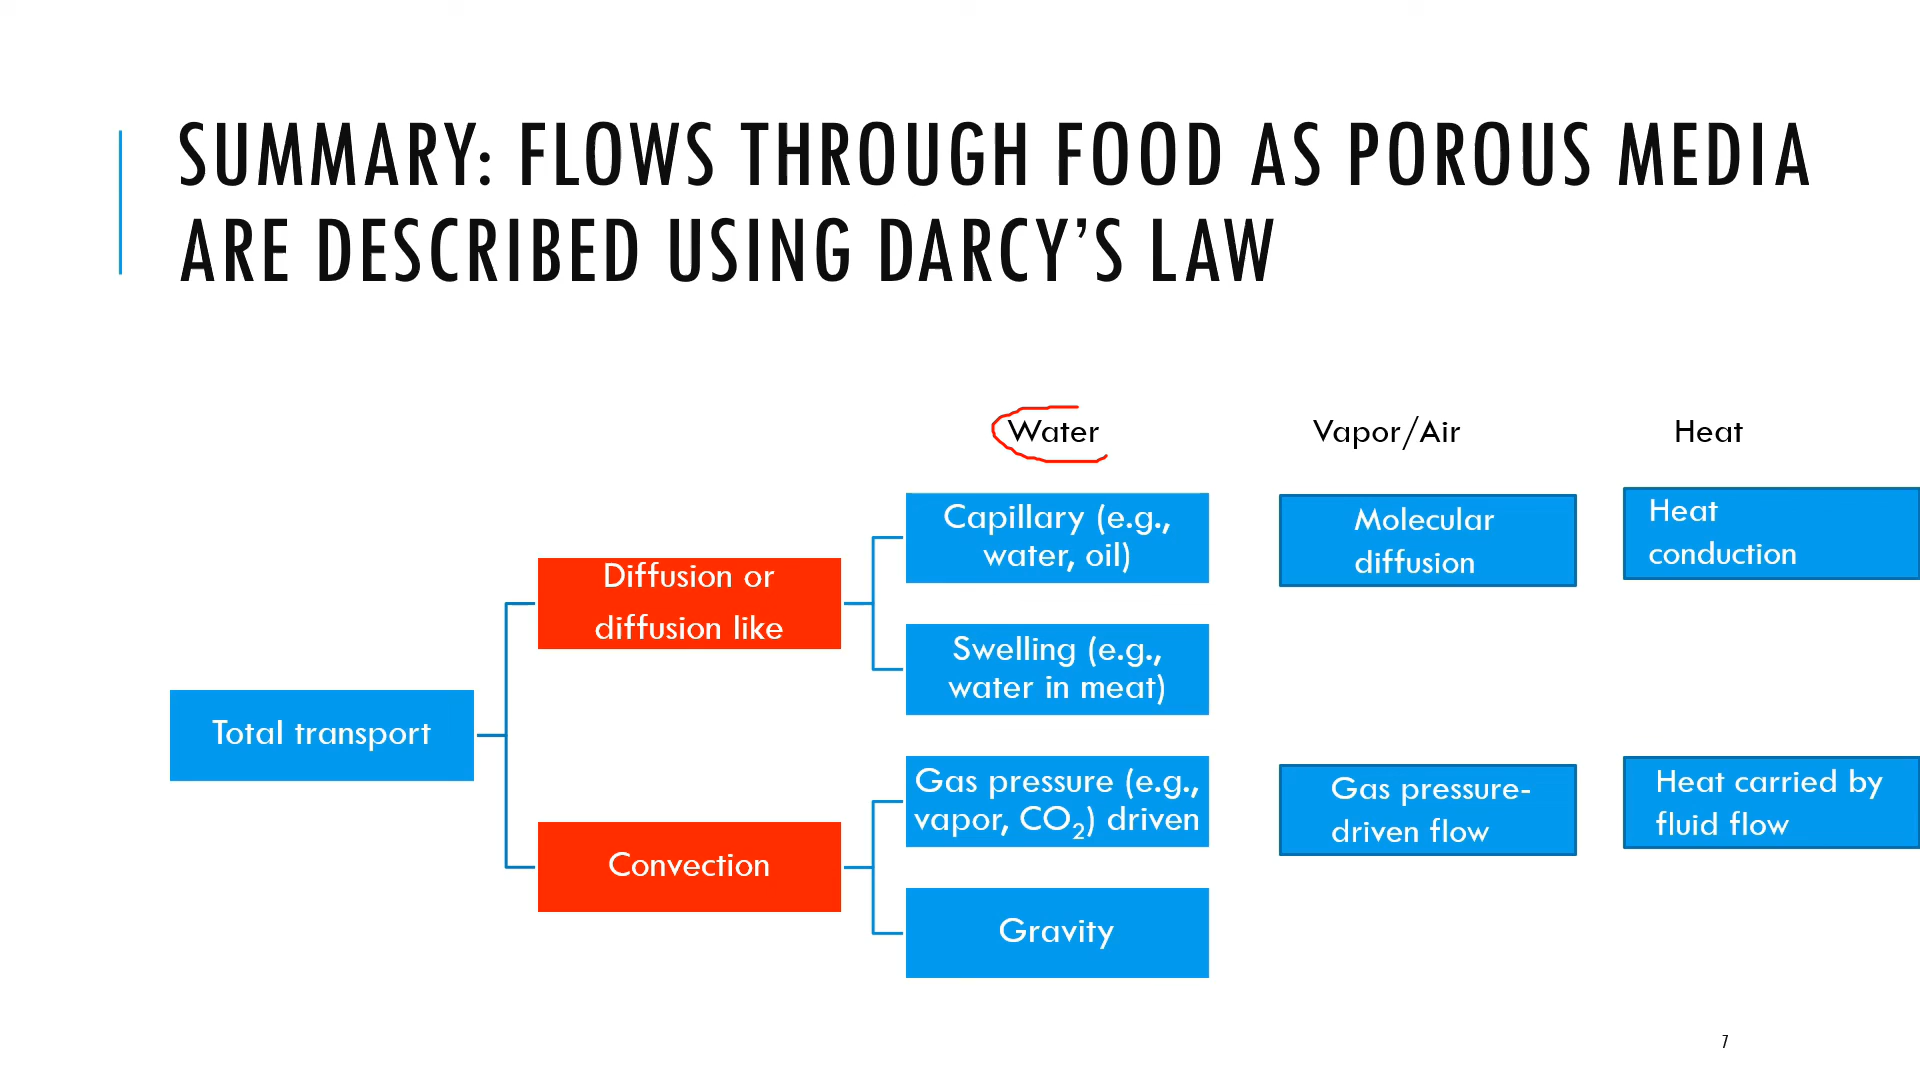 SUMMARY: FLOWS THROUGH FOOD AS POROUS MEDIA
ARE DESCRIBED USING DARCY’S LAW
Water
Vapor/Air
Heat
Total transport
Diffusion or
diffusion like
Capillary (e.g.,
water, oil)
Molecular
diffusion
Heat
conduction
Swelling (e.g.,
water in meat)
Convection
Gas pressure (e.g.,
vapor, CO₂) driven
Gas pressure-
driven flow
Heat carried by
fluid flow
Gravity
7